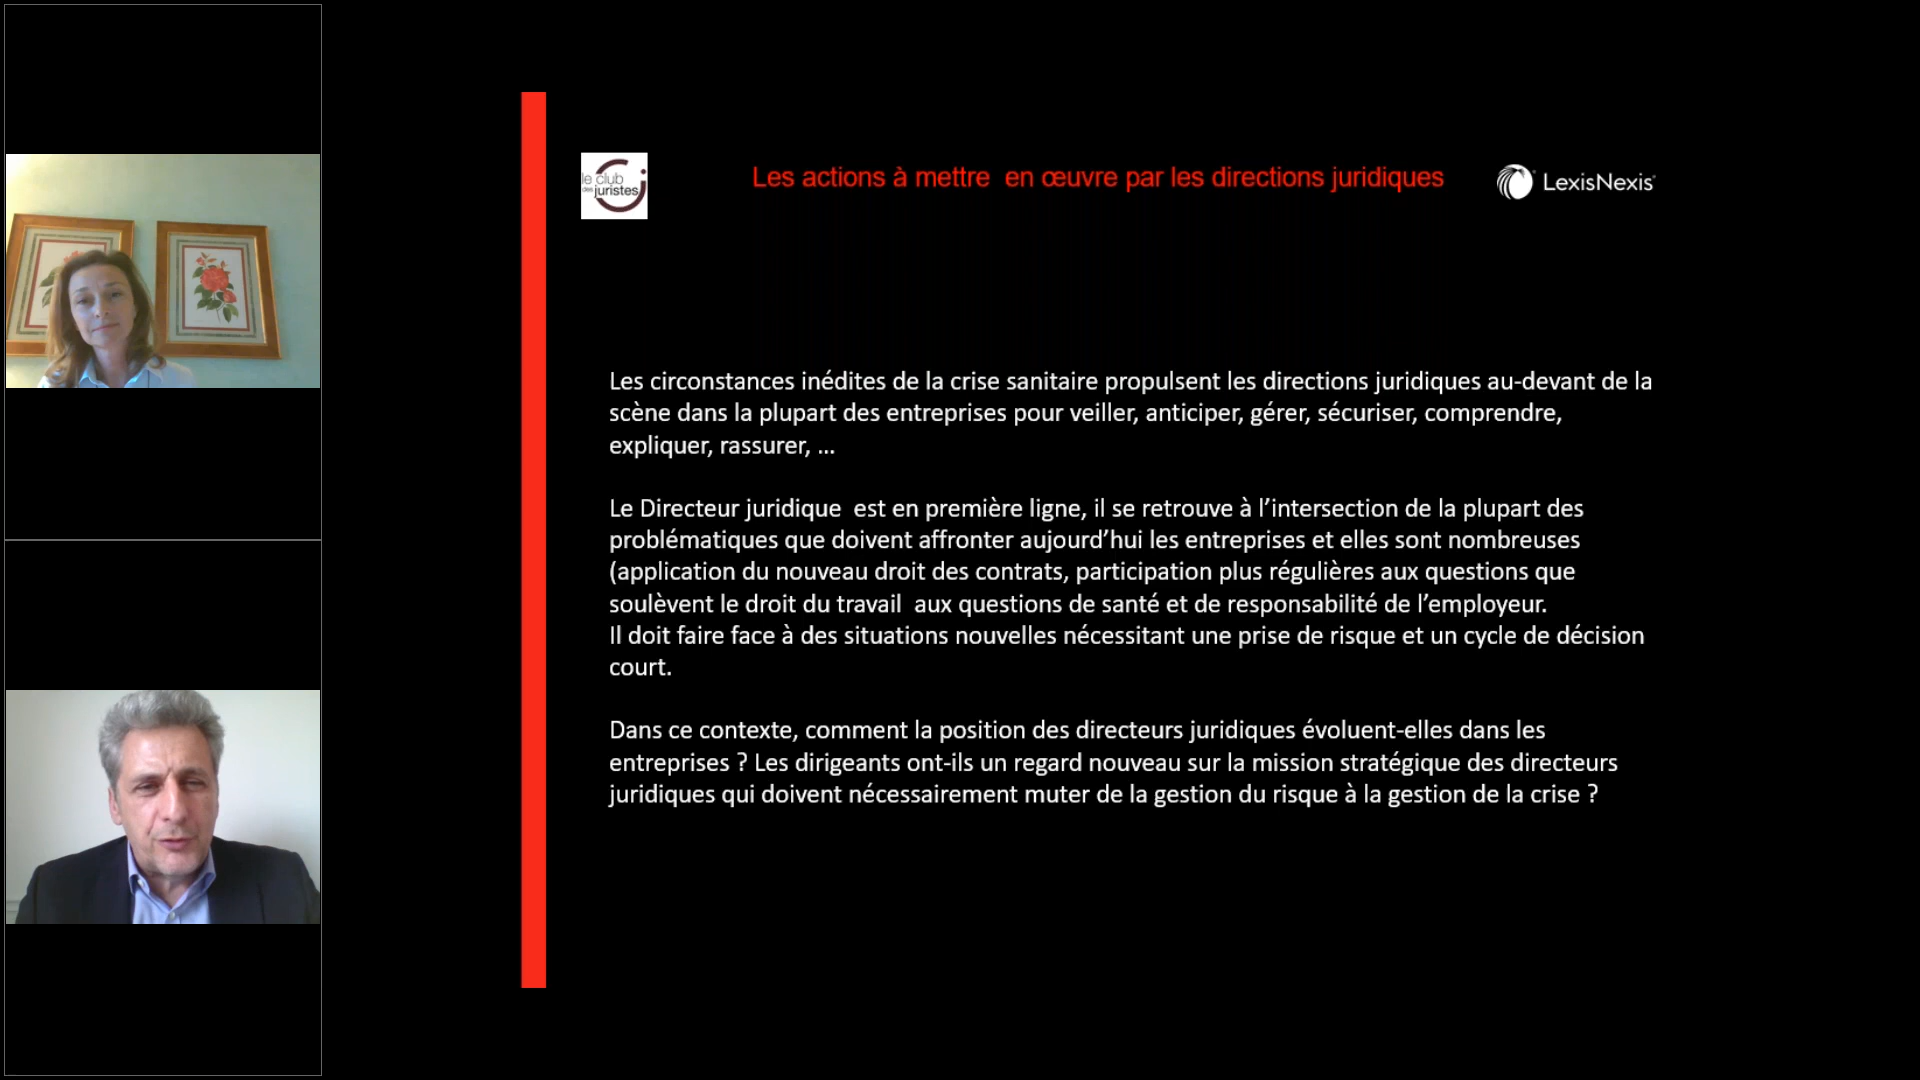 le club
des juristes
Les actions à mettre  en œuvre par les directions juridiques
LexisNexis®
Les circonstances inédites de la crise sanitaire propulsent les directions juridiques au-devant de la
scène dans la plupart des entreprises pour veiller, anticiper, gérer, sécuriser, comprendre,
expliquer, rassurer, ...
Le Directeur juridique  est en première ligne, il se retrouve à l’intersection de la plupart des
problématiques que doivent affronter aujourd’hui les entreprises et elles sont nombreuses
(application du nouveau droit des contrats, participation plus régulières aux questions que
soulèvent le droit du travail  aux questions de santé et de responsabilité de l’employeur.
Il doit faire face à des situations nouvelles nécessitant une prise de risque et un cycle de décision
court.
Dans ce contexte, comment la position des directeurs juridiques évoluent-elles dans les
entreprises ? Les dirigeants ont-ils un regard nouveau sur la mission stratégique des directeurs
juridiques qui doivent nécessairement muter de la gestion du risque à la gestion de la crise ?